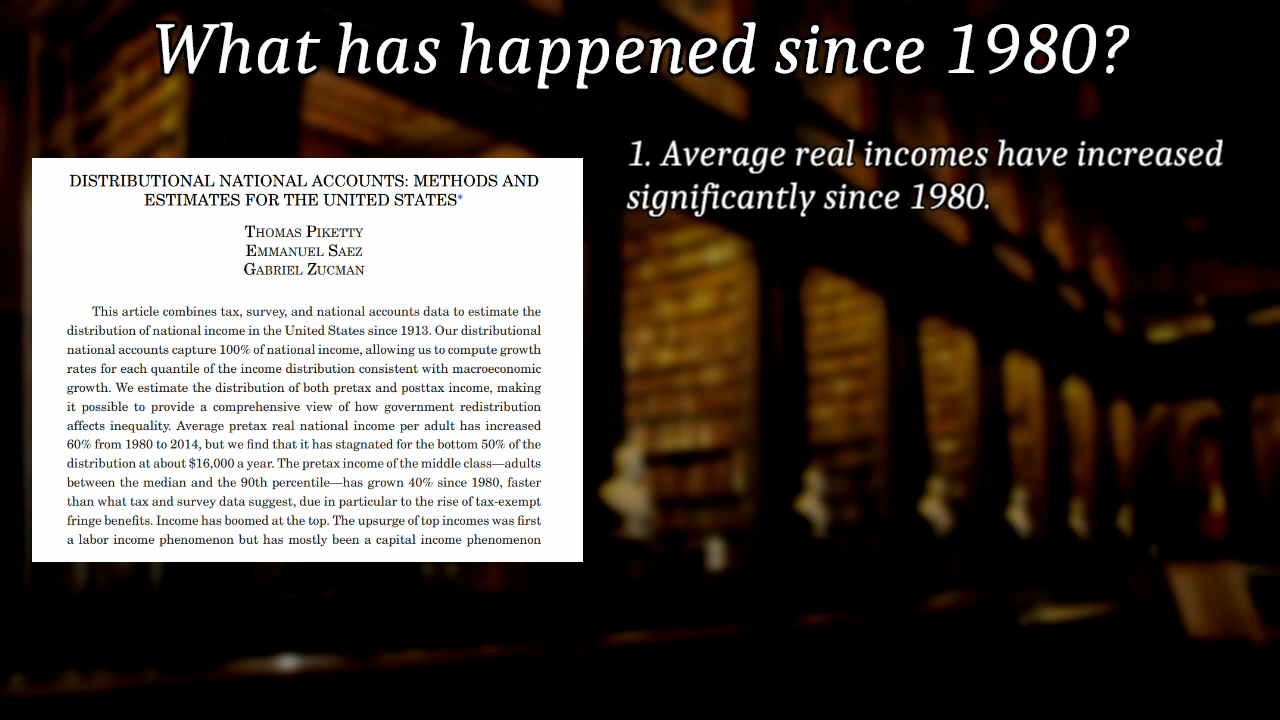 What has happened since 1980?
DISTRIBUTIONAL NATIONAL ACCOUNTS: METHODS AND
ESTIMATES FOR THE UNITED STATES*
THOMAS PIKETTY
EMMANUEL SAEZ
GABRIEL ZUCMAN
This article combines tax, survey, and national accounts data to estimate the
distribution of national income in the United States since 1913. Our distributional
national accounts capture 100% of national income, allowing us to compute growth
rates for each quantile of the income distribution consistent with macroeconomic
growth. We estimate the distribution of both pretax and posttax income, making
it possible to provide a comprehensive view of how government redistribution
affects inequality. Average pretax real national income per adult has increased
60% from 1980 to 2014, but we find that it has stagnated for the bottom 50% of the
distribution at about $16,000 a year. The pretax income of the middle class—adults
between the median and the 90th percentile—has grown 40% since 1980, faster
than what tax and survey data suggest, due in particular to the rise of tax-exempt
fringe benefits. Income has boomed at the top. The upsurge of top incomes was first
a labor income phenomenon but has mostly been a capital income phenomenon
1. Average real incomes have increased
significantly since 1980.